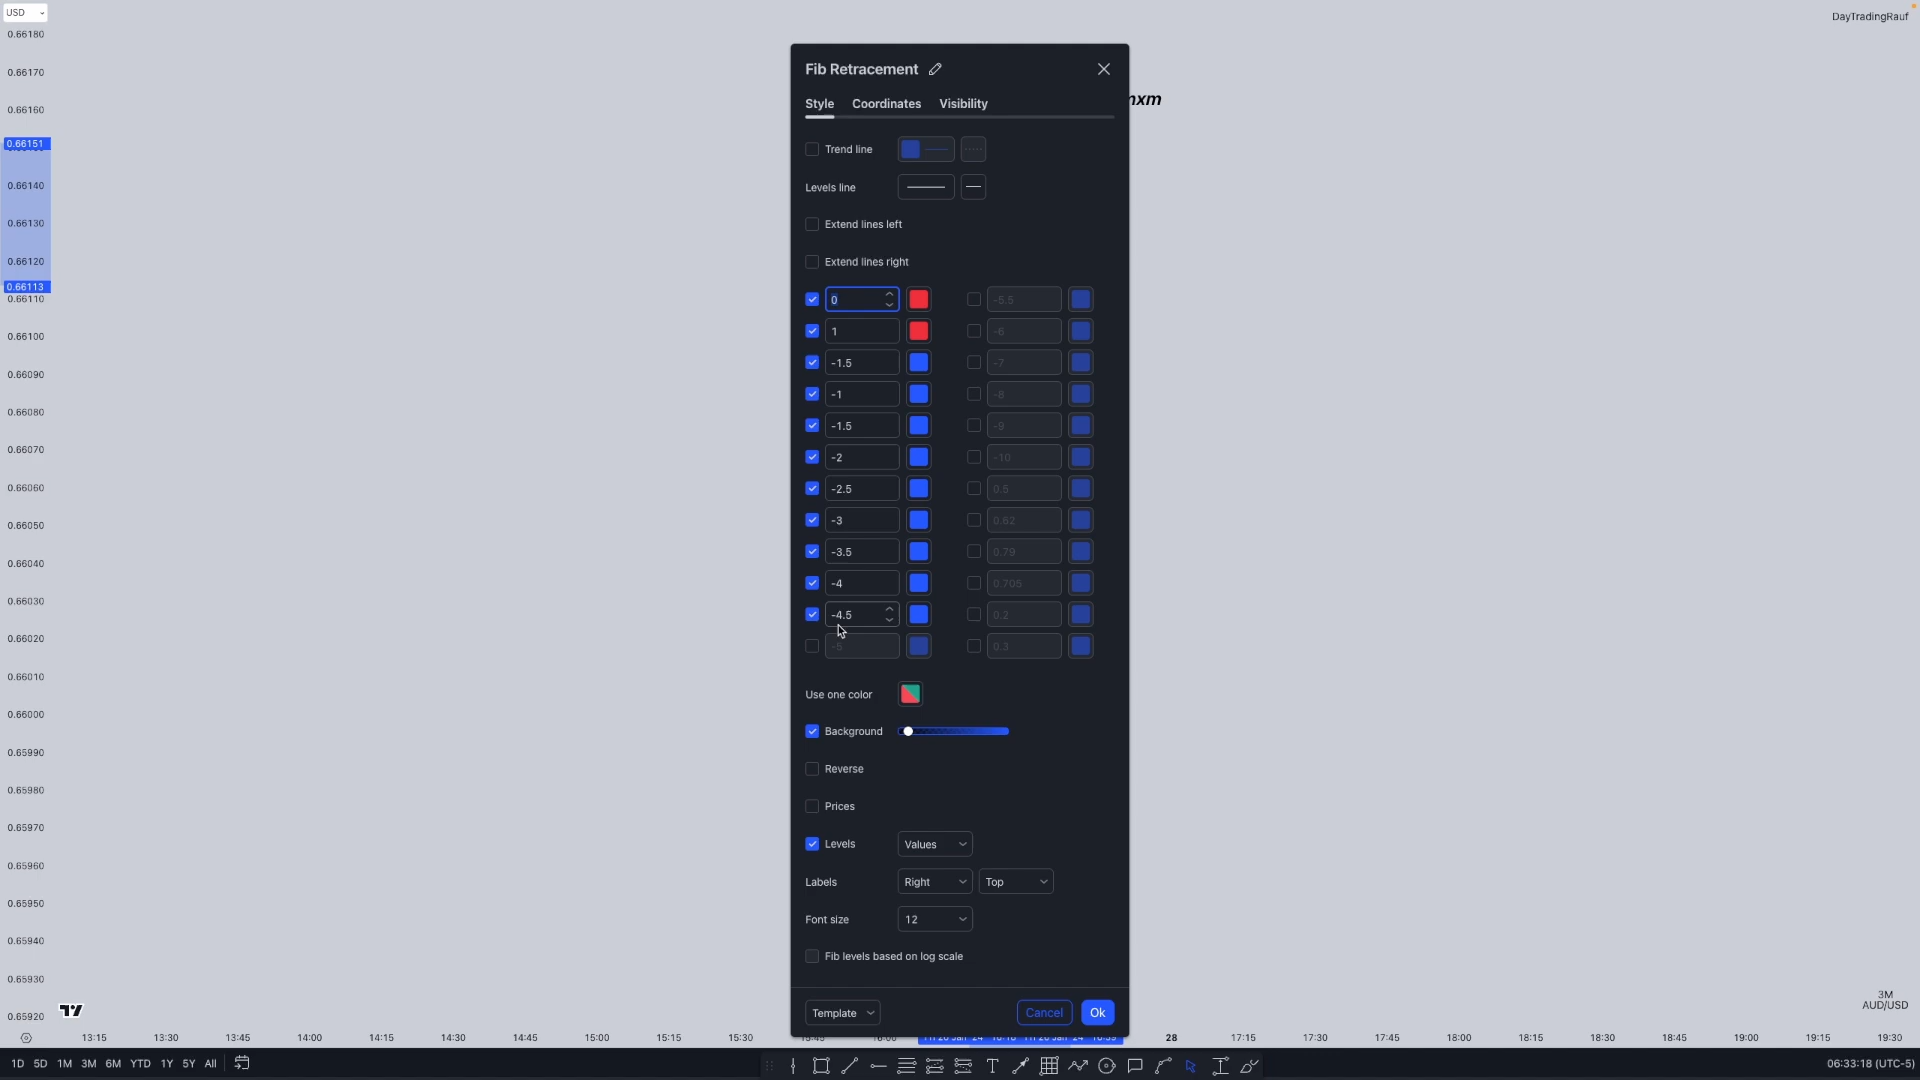 USD
DayTradingRauf
0.66180
0.66170
0.66160
0.66151
0.66140
0.66130
0.66120
0.66113
0.66110
0.66100
0.66090
0.66080
0.66070
0.66060
0.66050
0.66040
0.66030
0.66020
0.66010
0.66000
0.65990
0.65980
0.65970
0.65960
0.65950
0.65940
0.65930
0.65920
Fib Retracement
Style Coordinates Visibility
Trend line
Levels line
Extend lines left
Extend lines right
0 -5.5
1 -6
-1.5 -7
-1 -8
-1.5 -9
-2 -10
-2.5 0.5
-3 0.62
-3.5 0.79
-4 0.705
-4.5 0.2
-5 0.3
Use one color
Background
Reverse
Prices
Levels Values
Labels Right Top
Font size 12
Fib levels based on log scale
Template Cancel Ok
3M
AUD/USD
13:15 13:30 13:45 14:00 14:15 14:30 14:45 15:00 15:15 15:30 15:45 16:00 28 17:15 17:30 17:45 18:00 18:15 18:30 18:45 19:00 19:15 19:30
1D 5D 1M 3M 6M YTD 1Y 5Y All
06:33:18 (UTC-5)